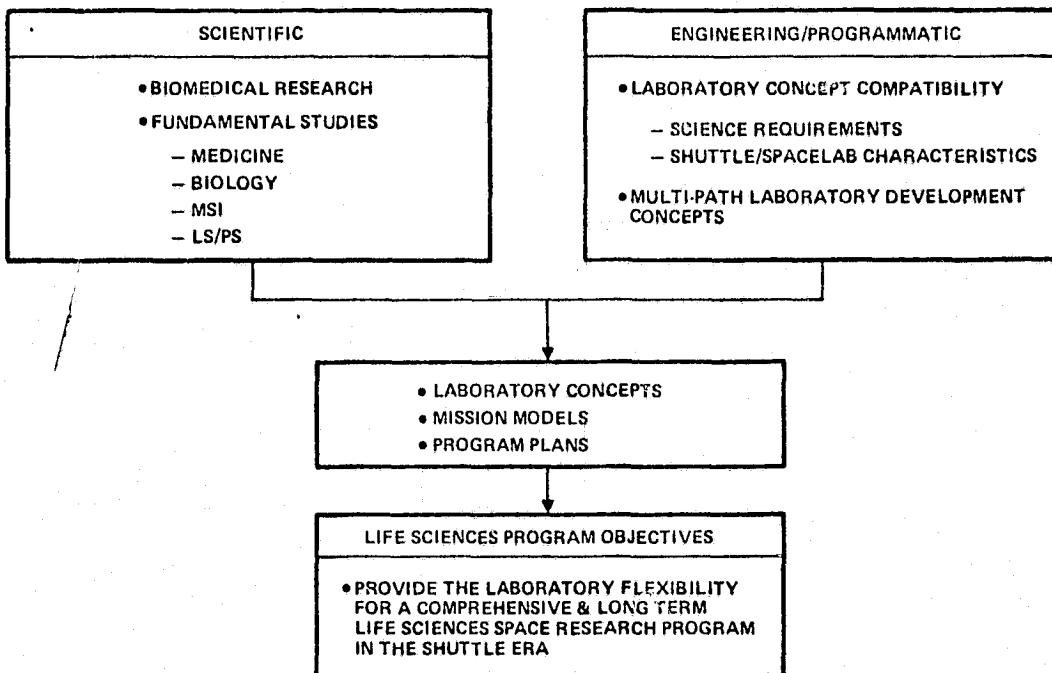 SCIENTIFIC
• BIOMEDICAL RESEARCH
• FUNDAMENTAL STUDIES
– MEDICINE
– BIOLOGY
– MSI
– LS/PS
ENGINEERING/PROGRAMMATIC
• LABORATORY CONCEPT COMPATIBILITY
– SCIENCE REQUIREMENTS
– SHUTTLE/SPACELAB CHARACTERISTICS
• MULTI-PATH LABORATORY DEVELOPMENT
CONCEPTS
• LABORATORY CONCEPTS
• MISSION MODELS
• PROGRAM PLANS
LIFE SCIENCES PROGRAM OBJECTIVES
• PROVIDE THE LABORATORY FLEXIBILITY
FOR A COMPREHENSIVE & LONG TERM
LIFE SCIENCES SPACE RESEARCH PROGRAM
IN THE SHUTTLE ERA